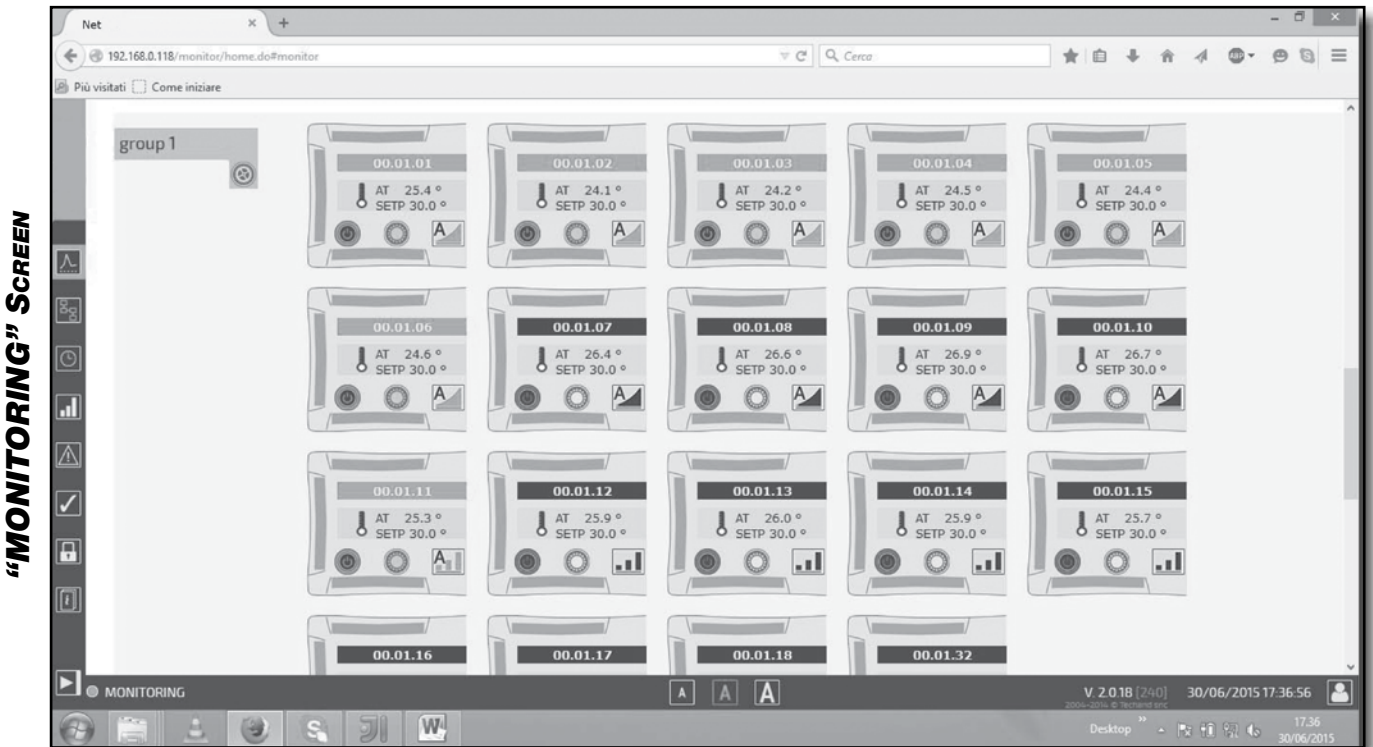 "MONITORING" SCREEN
Net × +
192.168.0.118/monitor/home.do#monitor
Cerca
ABP
Più visitati Come iniziare
group 1
00.01.01 00.01.02 00.01.03 00.01.04 00.01.05
AT 25.4 ° AT 24.1 ° AT 24.2 ° AT 24.5 ° AT 24.4 °
SETP 30.0 ° SETP 30.0 ° SETP 30.0 ° SETP 30.0 ° SETP 30.0 °
A A A A A
00.01.06 00.01.07 00.01.08 00.01.09 00.01.10
AT 24.6 ° AT 26.4 ° AT 26.6 ° AT 26.9 ° AT 26.7 °
SETP 30.0 ° SETP 30.0 ° SETP 30.0 ° SETP 30.0 ° SETP 30.0 °
A A A A A
00.01.11 00.01.12 00.01.13 00.01.14 00.01.15
AT 25.3 ° AT 25.9 ° AT 26.0 ° AT 25.9 ° AT 25.7 °
SETP 30.0 ° SETP 30.0 ° SETP 30.0 ° SETP 30.0 ° SETP 30.0 °
A
00.01.16 00.01.17 00.01.18 00.01.32
MONITORING A A A V. 2.0.18 [240] 30/06/2015 17:36:56
2004-2014 © Techand snc
Desktop » 17.36
30/06/2015